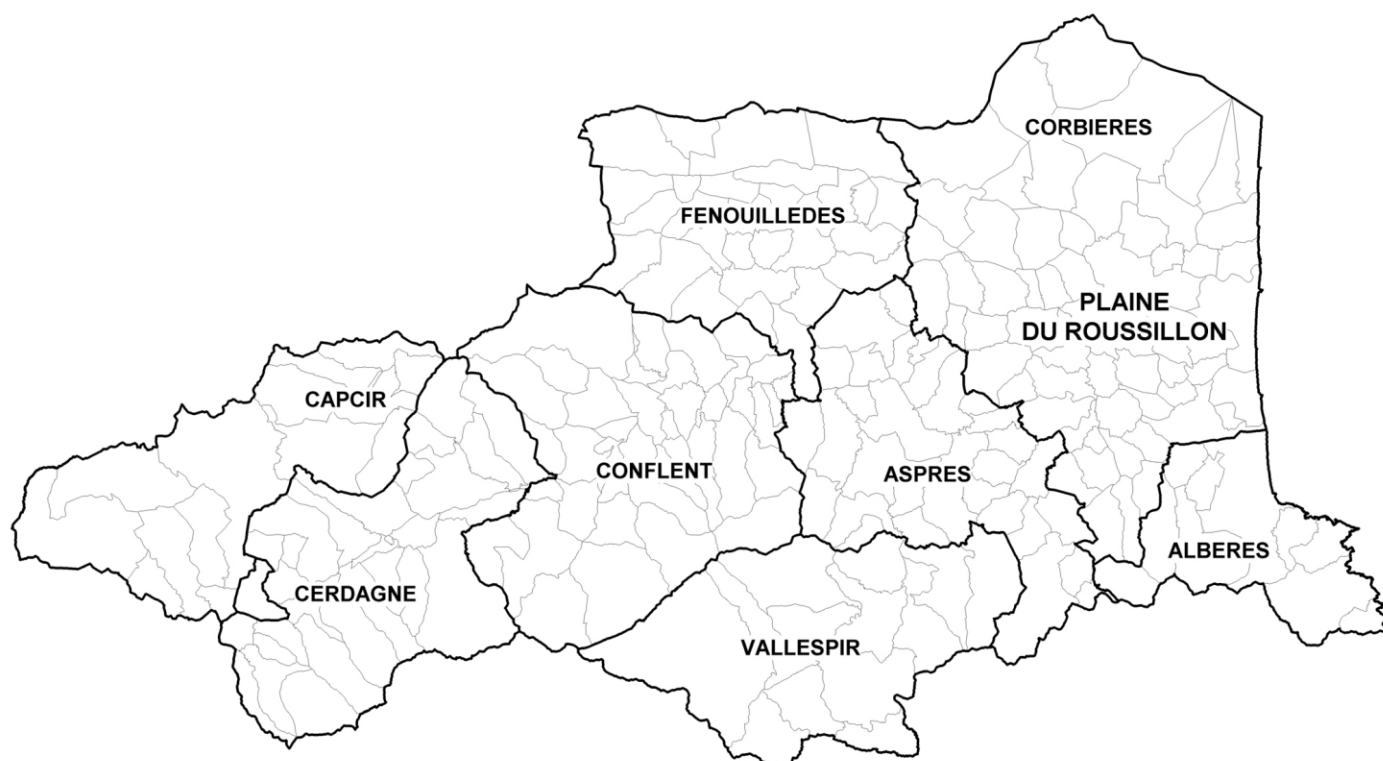 CORBIERES
FENOUILLEDES
PLAINE
DU ROUSSILLON
CAPCIR
CONFLENT
ASPRES
ALBERES
CERDAGNE
VALLESPIR